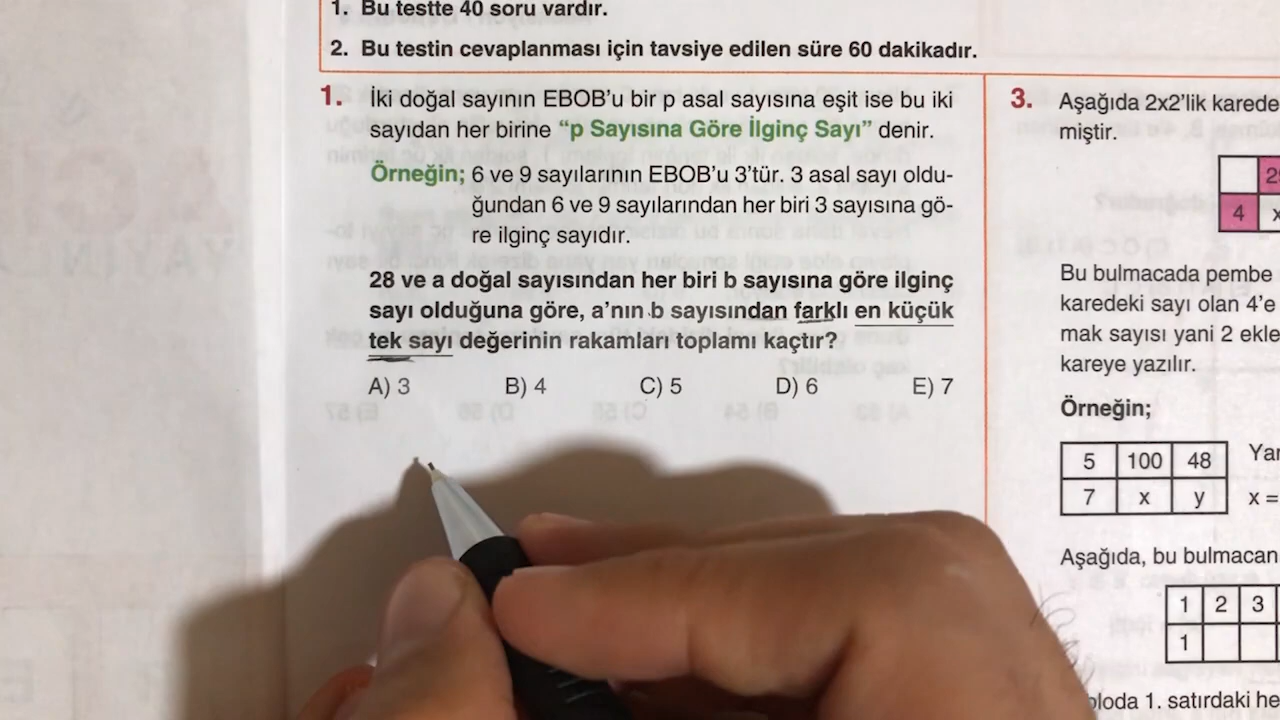 1. Bu testte 40 soru vardır.
2. Bu testin cevaplanması için tavsiye edilen süre 60 dakikadır.
1. İki doğal sayının EBOB'u bir p asal sayısına eşit ise bu iki
sayıdan her birine "p Sayısına Göre İlginç Sayı" denir.
Örneğin; 6 ve 9 sayılarının EBOB'u 3'tür. 3 asal sayı oldu-
ğundan 6 ve 9 sayılarından her biri 3 sayısına gö-
re ilginç sayıdır.
28 ve a doğal sayısından her biri b sayısına göre ilginç
sayı olduğuna göre, a'nın b sayısından farklı en küçük
tek sayı değerinin rakamları toplamı kaçtır?
A) 3 B) 4 C) 5 D) 6 E) 7
3. Aşağıda 2x2'lik karede
miştir.
4 x
Bu bulmacada pembe
karedeki sayı olan 4'e
mak sayısı yani 2 ekle
kareye yazılır.
Örneğin;
5 100 48
7 x y
x =
Aşağıda, bu bulmacan
1 2 3
1
1. satırdaki he